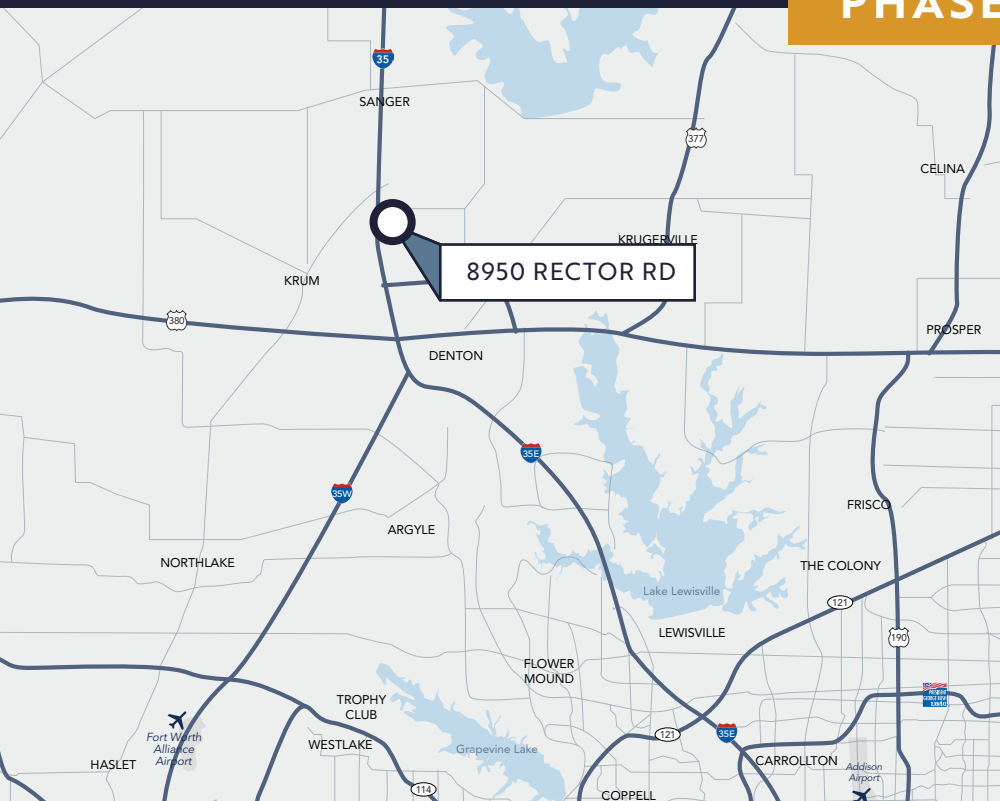 PHASE
35
SANGER
377
CELINA
KRUGERVILLE
8950 RECTOR RD
KRUM
380
PROSPER
DENTON
35E
35W
FRISCO
ARGYLE
NORTHLAKE
THE COLONY
Lake Lewisville
121
LEWISVILLE
190
FLOWER
MOUND
TROPHY
CLUB
Fort Worth
Alliance
Airport
WESTLAKE
Grapevine Lake
121
35E
HASLET
CARROLLTON
Addison
Airport
114
COPPELL